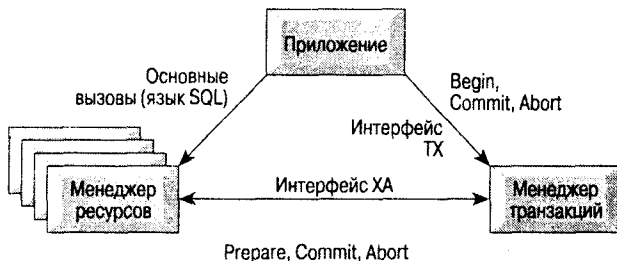 Приложение
Основные
вызовы (язык SQL)
Begin,
Commit, Abort
Интерфейс
TX
Менеджер
ресурсов
Интерфейс XA
Менеджер
транзакций
Prepare, Commit, Abort